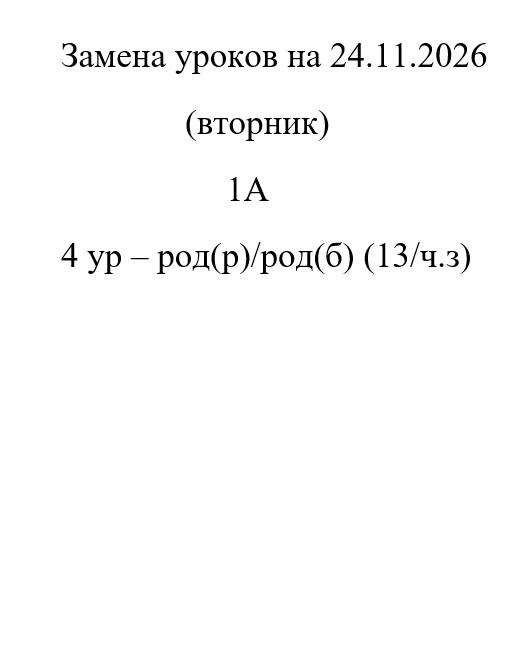 Замена уроков на 24.11.2026
(вторник)
1А
4 ур – род(р)/род(б) (13/ч.з)